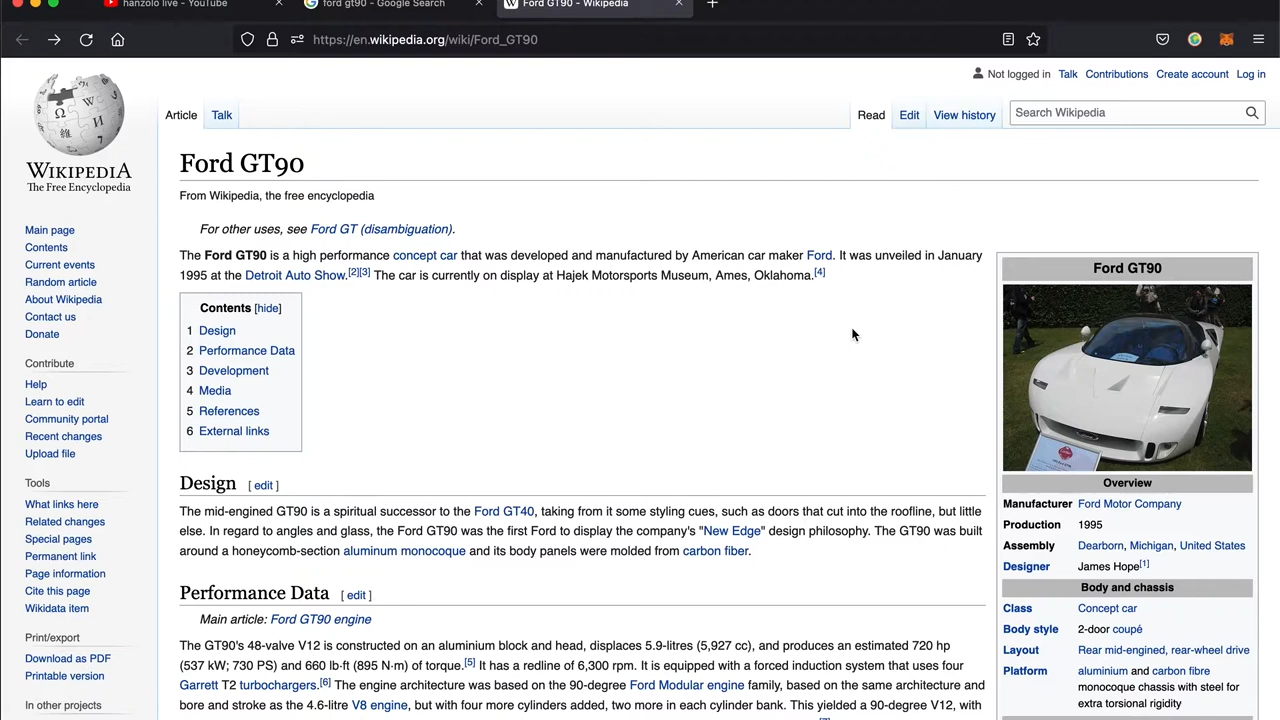 hanzolo live - YouTube
ford gt90 - Google Search
Ford GT90 - Wikipedia
https://en.wikipedia.org/wiki/Ford_GT90
Not logged in Talk Contributions Create account Log in
Article Talk
Read Edit View history
Search Wikipedia
WIKIPEDIA
The Free Encyclopedia
Main page
Contents
Current events
Random article
About Wikipedia
Contact us
Donate
Contribute
Help
Learn to edit
Community portal
Recent changes
Upload file
Tools
What links here
Related changes
Special pages
Permanent link
Page information
Cite this page
Wikidata item
Print/export
Download as PDF
Printable version
In other projects
Ford GT90
From Wikipedia, the free encyclopedia
For other uses, see Ford GT (disambiguation).
The Ford GT90 is a high performance concept car that was developed and manufactured by American car maker Ford. It was unveiled in January
1995 at the Detroit Auto Show.[2][3] The car is currently on display at Hajek Motorsports Museum, Ames, Oklahoma.[4]
Contents [hide]
1 Design
2 Performance Data
3 Development
4 Media
5 References
6 External links
Design [ edit ]
The mid-engined GT90 is a spiritual successor to the Ford GT40, taking from it some styling cues, such as doors that cut into the roofline, but little
else. In regard to angles and glass, the Ford GT90 was the first Ford to display the company's "New Edge" design philosophy. The GT90 was built
around a honeycomb-section aluminum monocoque and its body panels were molded from carbon fiber.
Performance Data [ edit ]
Main article: Ford GT90 engine
The GT90's 48-valve V12 is constructed on an aluminium block and head, displaces 5.9-litres (5,927 cc), and produces an estimated 720 hp
(537 kW; 730 PS) and 660 lb·ft (895 N·m) of torque.[5] It has a redline of 6,300 rpm. It is equipped with a forced induction system that uses four
Garrett T2 turbochargers.[6] The engine architecture was based on the 90-degree Ford Modular engine family, based on the same architecture and
bore and stroke as the 4.6-litre V8 engine, but with four more cylinders added, two more in each cylinder bank. This yielded a 90-degree V12, with
Ford GT90
Overview
Manufacturer Ford Motor Company
Production 1995
Assembly Dearborn, Michigan, United States
Designer James Hope[1]
Body and chassis
Class Concept car
Body style 2-door coupé
Layout Rear mid-engined, rear-wheel drive
Platform aluminium and carbon fibre
monocoque chassis with steel for
extra torsional rigidity